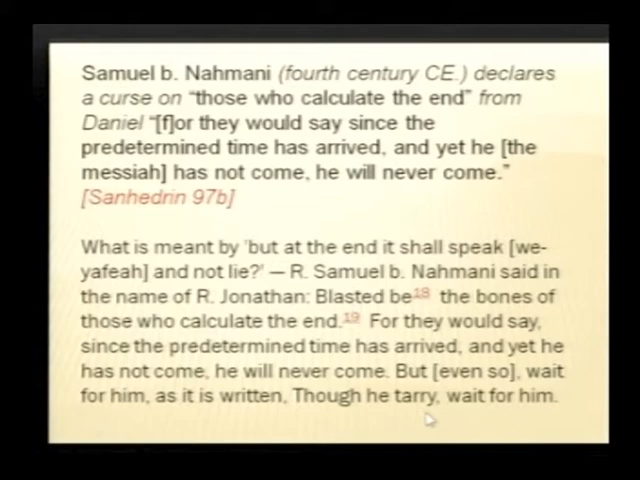 Samuel b. Nahmani (fourth century CE.) declares
a curse on “those who calculate the end” from
Daniel “[f]or they would say since the
predetermined time has arrived, and yet he [the
messiah] has not come, he will never come.”
[Sanhedrin 97b]
What is meant by 'but at the end it shall speak [we-
yafeah] and not lie?' — R. Samuel b. Nahmani said in
the name of R. Jonathan: Blasted be18 the bones of
those who calculate the end.19 For they would say,
since the predetermined time has arrived, and yet he
has not come, he will never come. But [even so], wait
for him, as it is written, Though he tarry, wait for him.